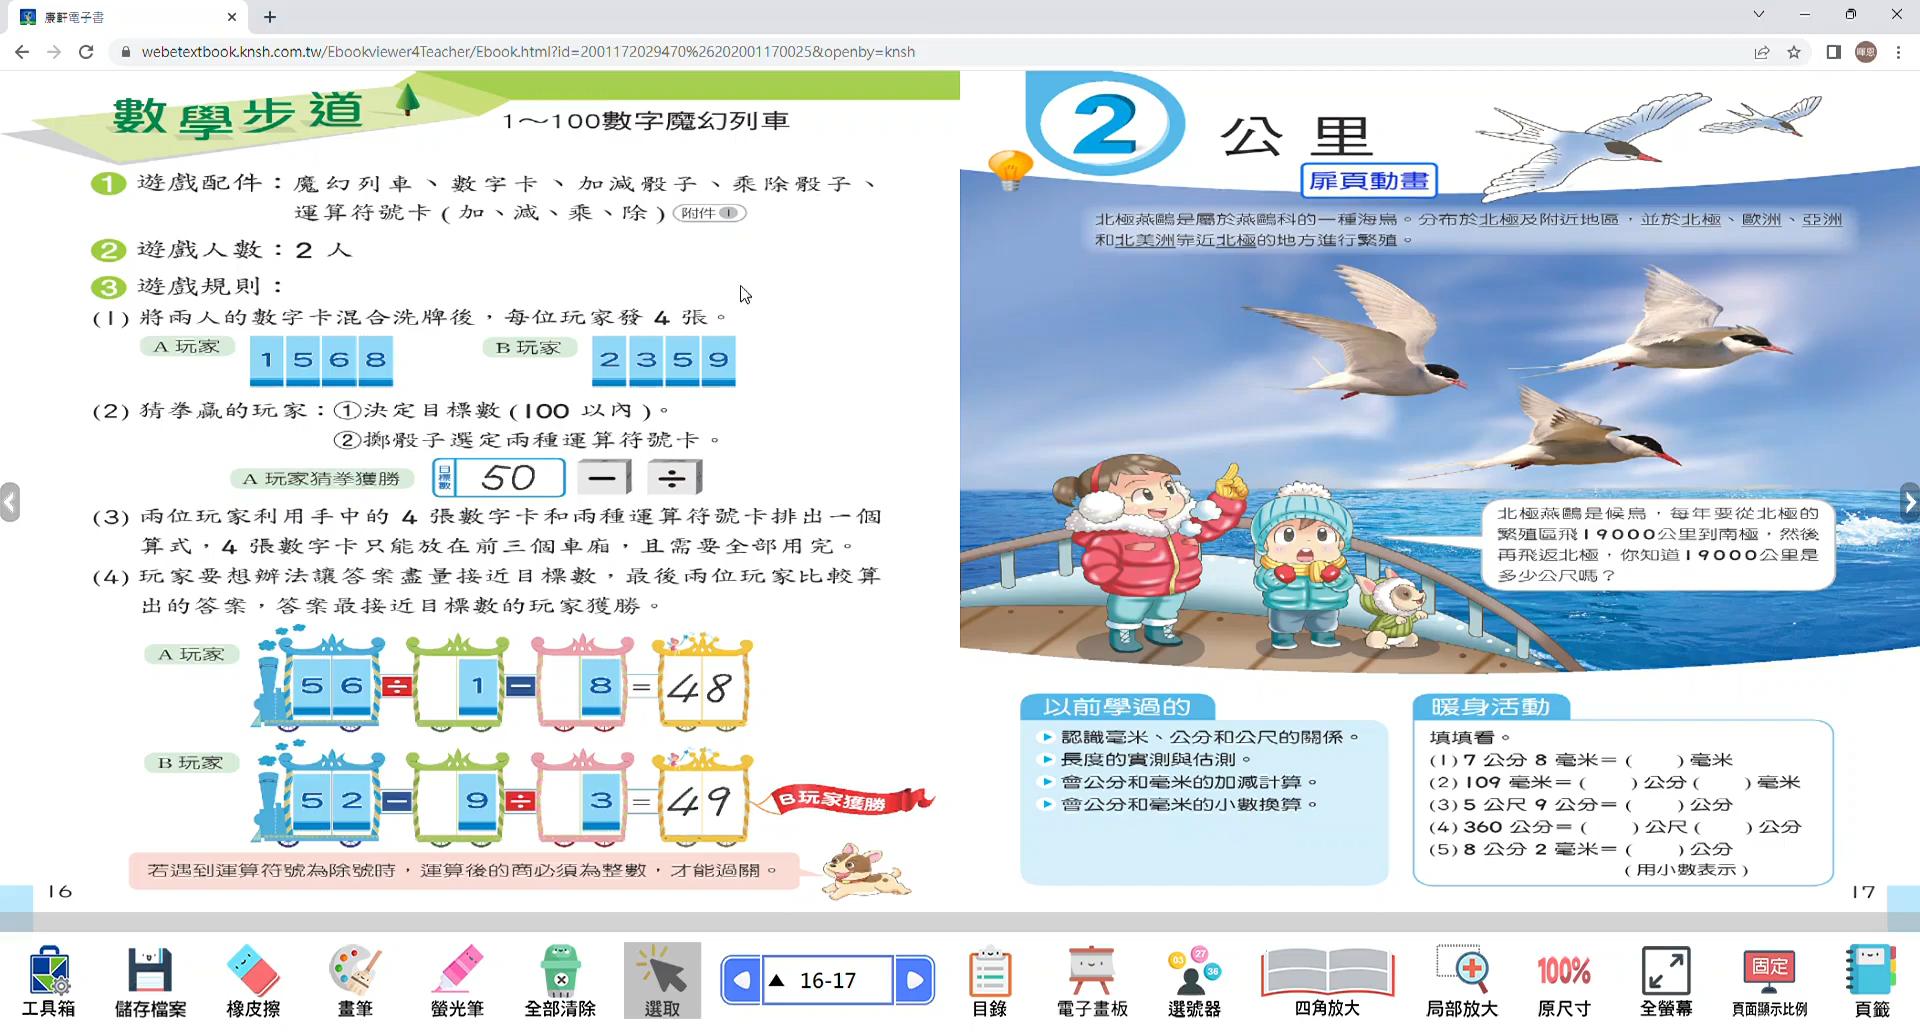 康軒電子書
webetextbook.knsh.com.tw/Ebookviewer4Teacher/Ebook.html?id=2001172029470%26202001170025&openby=knsh
數學步道
1～100數字魔幻列車
1 遊戲配件：魔幻列車、數字卡、加減骰子、乘除骰子、
運算符號卡(加、減、乘、除) 附件 1
2 遊戲人數：2 人
3 遊戲規則：
(1) 將兩人的數字卡混合洗牌後，每位玩家發 4 張。
A 玩家 1 5 6 8 B 玩家 2 3 5 9
(2) 猜拳贏的玩家：①決定目標數(100 以內)。
②擲骰子選定兩種運算符號卡。
A 玩家猜拳獲勝 目標數 50 － ÷
(3) 兩位玩家利用手中的 4 張數字卡和兩種運算符號卡排出一個
算式，4 張數字卡只能放在前三個車廂，且需要全部用完。
(4) 玩家要想辦法讓答案盡量接近目標數，最後兩位玩家比較算
出的答案，答案最接近目標數的玩家獲勝。
A 玩家 5 6 ÷ 1 － 8 = 48
B 玩家 5 2 － 9 ÷ 3 = 49 B玩家獲勝
若遇到運算符號為除號時，運算後的商必須為整數，才能過關。
16
2 公里
扉頁動畫
北極燕鷗是屬於燕鷗科的一種海鳥。分布於北極及附近地區，並於北極、歐洲、亞洲
和北美洲靠近北極的地方進行繁殖。
北極燕鷗是候鳥，每年要從北極的
繁殖區飛19000公里到南極，然後
再飛返北極，你知道19000公里是
多少公尺嗎？
以前學過的
認識毫米、公分和公尺的關係。
長度的實測與估測。
會公分和毫米的加減計算。
會公分和毫米的小數換算。
暖身活動
填填看。
(1) 7 公分 8 毫米＝( ) 毫米
(2) 109 毫米＝( ) 公分 ( ) 毫米
(3) 5 公尺 9 公分＝( ) 公分
(4) 360 公分＝( ) 公尺 ( ) 公分
(5) 8 公分 2 毫米＝( ) 公分
(用小數表示)
17
工具箱 儲存檔案 橡皮擦 畫筆 螢光筆 全部清除 選取 16-17 目錄 電子畫板 03 27 36 選號器 四角放大 局部放大 100% 原尺寸 全螢幕 固定 頁面顯示比例 頁籤